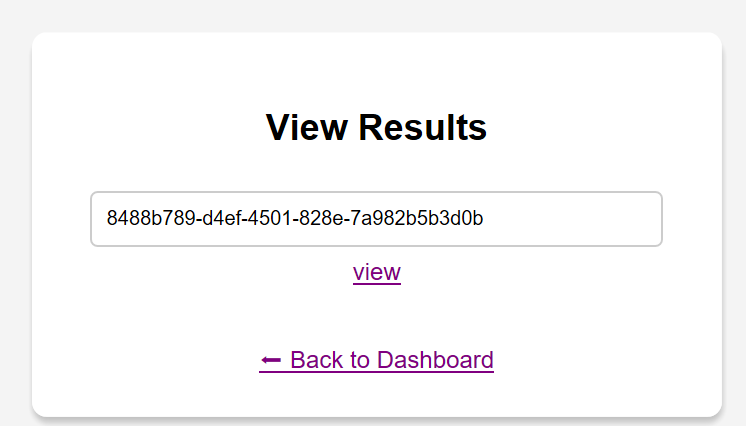 View Results
8488b789-d4ef-4501-828e-7a982b5b3d0b
view
⬅ Back to Dashboard